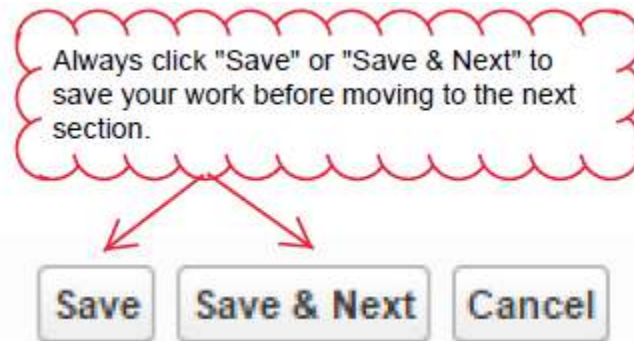 Always click "Save" or "Save & Next" to
save your work before moving to the next
section.
Save Save & Next Cancel